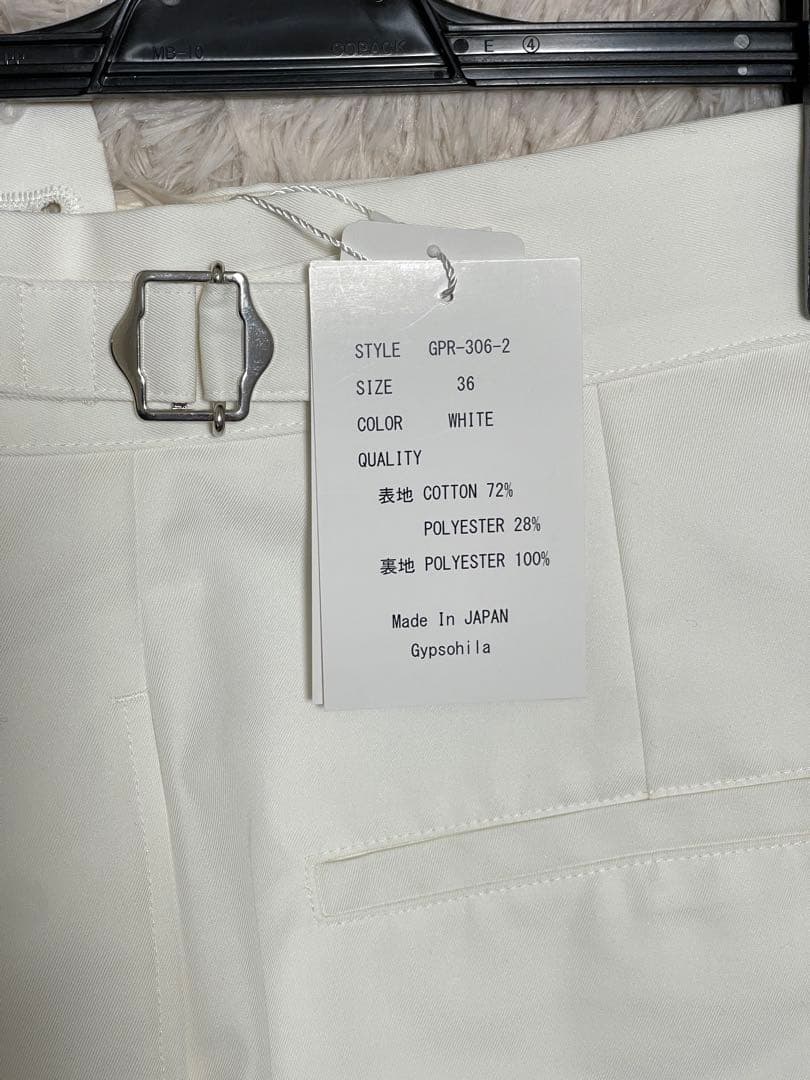 MB-10 COPACK E ④
STYLE GPR-306-2
SIZE 36
COLOR WHITE
QUALITY
表地 COTTON 72%
POLYESTER 28%
裏地 POLYESTER 100%
Made In JAPAN
Gypsohila